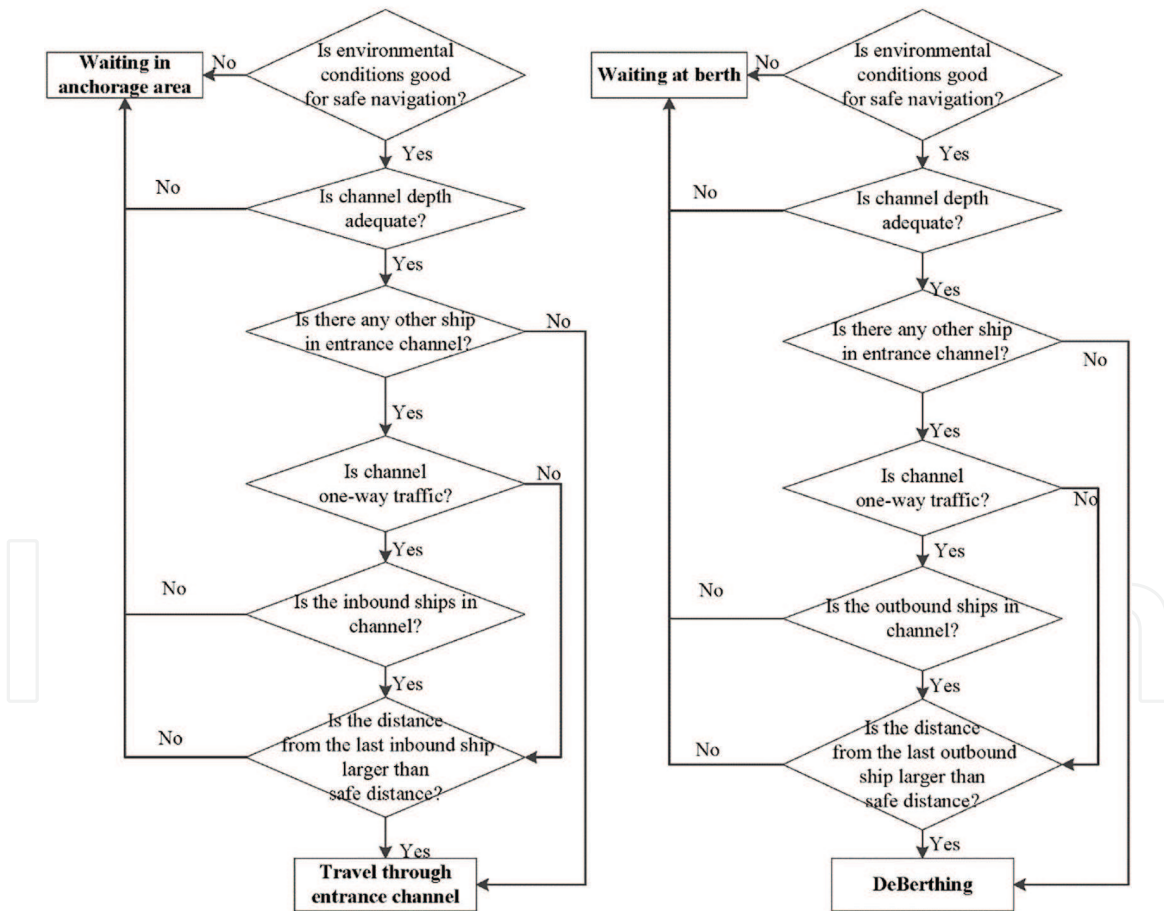 Waiting in
anchorage area
No
Is environmental
conditions good
for safe navigation?
Yes
No
Is channel depth
adequate?
Yes
Is there any other ship
in entrance channel?
No
Yes
Is channel
one-way traffic?
No
Yes
No
Is the inbound ships in
channel?
Yes
No
Is the distance
from the last inbound ship
larger than
safe distance?
Yes
Travel through
entrance channel
Waiting at berth
No
Is environmental
conditions good
for safe navigation?
Yes
No
Is channel depth
adequate?
Yes
Is there any other ship
in entrance channel?
No
Yes
Is channel
one-way traffic?
No
Yes
No
Is the outbound ships in
channel?
Yes
No
Is the distance
from the last outbound
ship larger than
safe distance?
Yes
DeBerthing